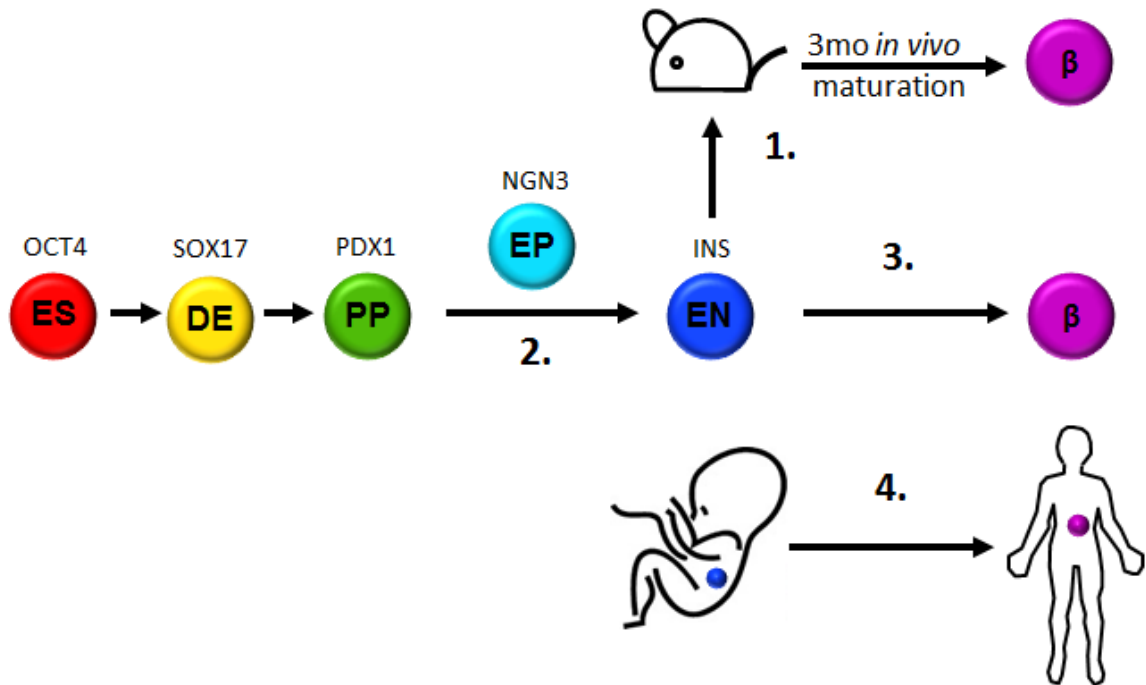 3mo in vivo
maturation
β
1.
NGN3
EP
OCT4
SOX17
PDX1
INS
3.
ES
DE
PP
EN
β
2.
4.